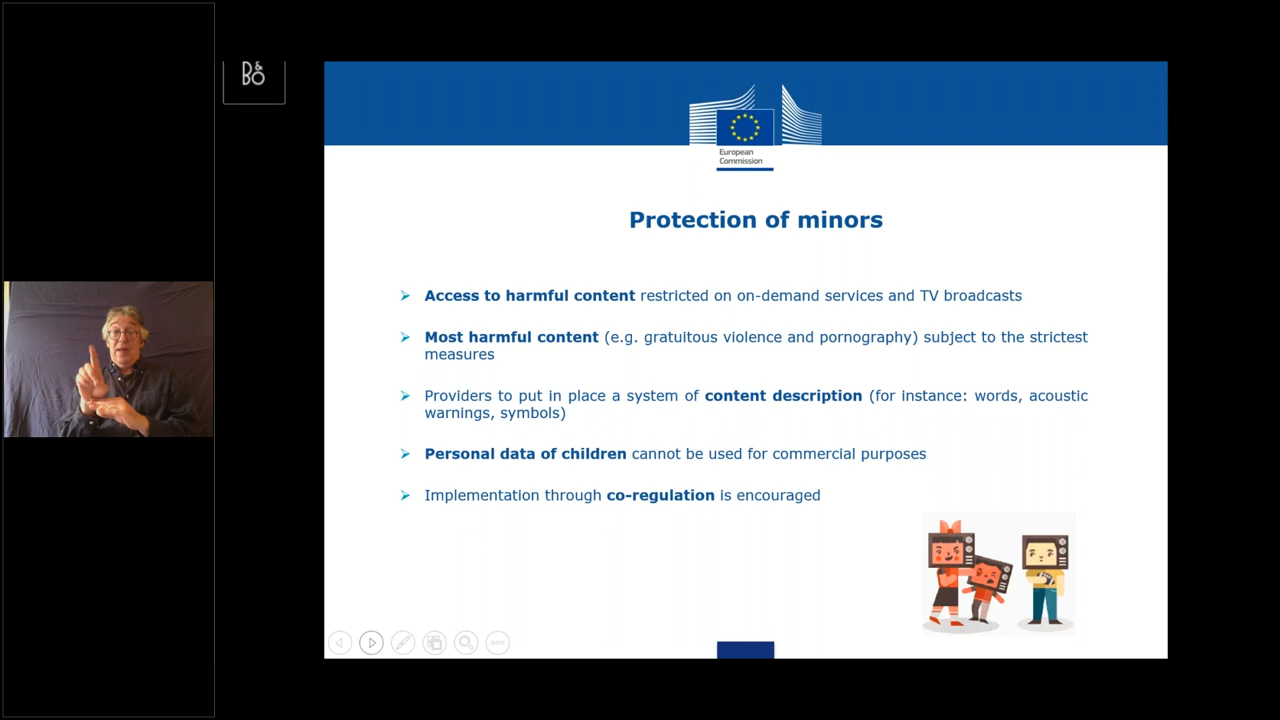 B&
BO
European
Commission
Protection of minors
Access to harmful content restricted on on-demand services and TV broadcasts
Most harmful content (e.g. gratuitous violence and pornography) subject to the strictest
measures
Providers to put in place a system of content description (for instance: words, acoustic
warnings, symbols)
Personal data of children cannot be used for commercial purposes
Implementation through co-regulation is encouraged